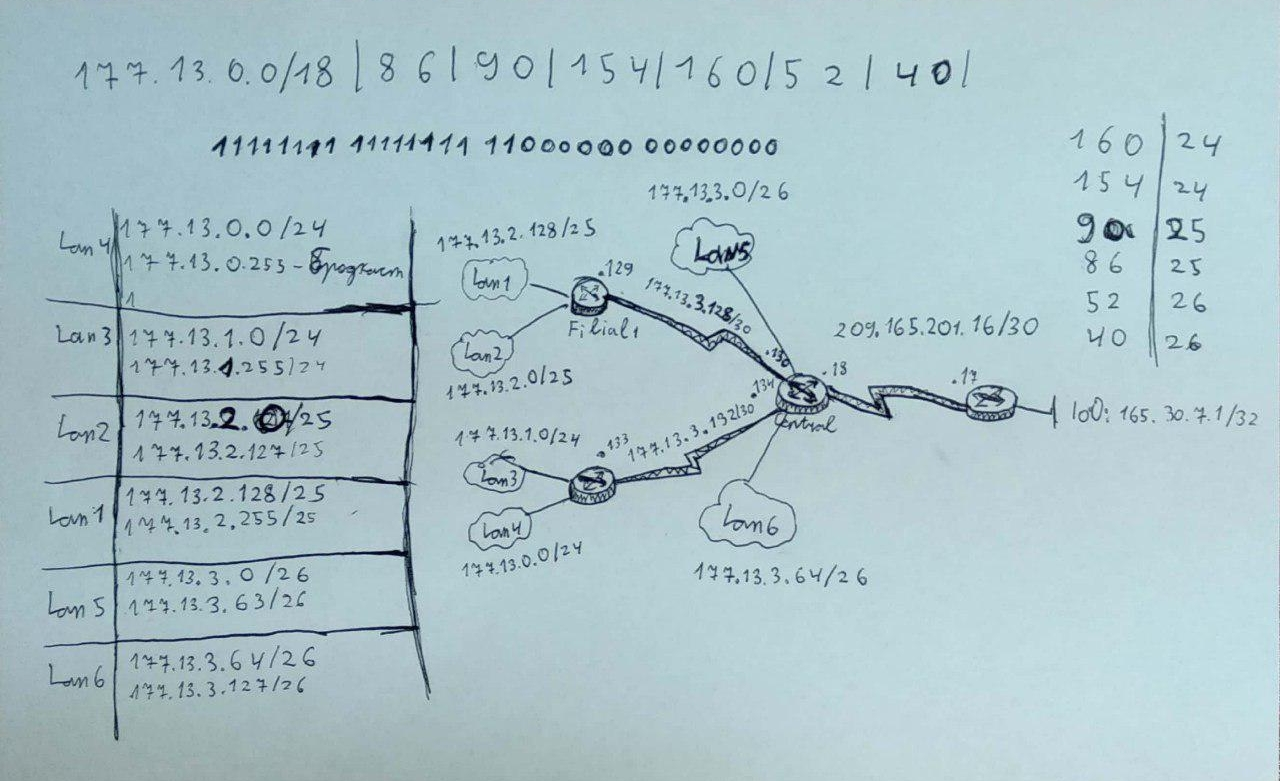 177.13.0.0/18 | 86 | 90 | 154 | 160 | 52 | 40 |
11111111 11111111 11000000 00000000
160 | 24
154 | 24
90 | 25
86 | 25
52 | 26
40 | 26
Lan 4
177.13.0.0/24
177.13.0.253 - Бродкаст
1
Lan3
177.13.1.0/24
177.13.1.255/24
Lan2
177.13.2.0/25
177.13.2.127/25
Lan1
177.13.2.128/25
177.13.2.255/25
Lan 5
177.13.3.0/26
177.13.3.63/26
Lan6
177.13.3.64/26
177.13.3.127/26
177.13.3.0/26
Lan5
177.13.2.128/25
Lan1
.129
Filial1
Lan2
177.13.2.0/25
177.13.3.128/30
.130
209.165.201.16/30
.134
.18
.17
Central
lo0: 165.30.7.1/32
177.13.1.0/24
Lan3
.133
177.13.3.132/30
Lan4
177.13.0.0/24
Lan6
177.13.3.64/26